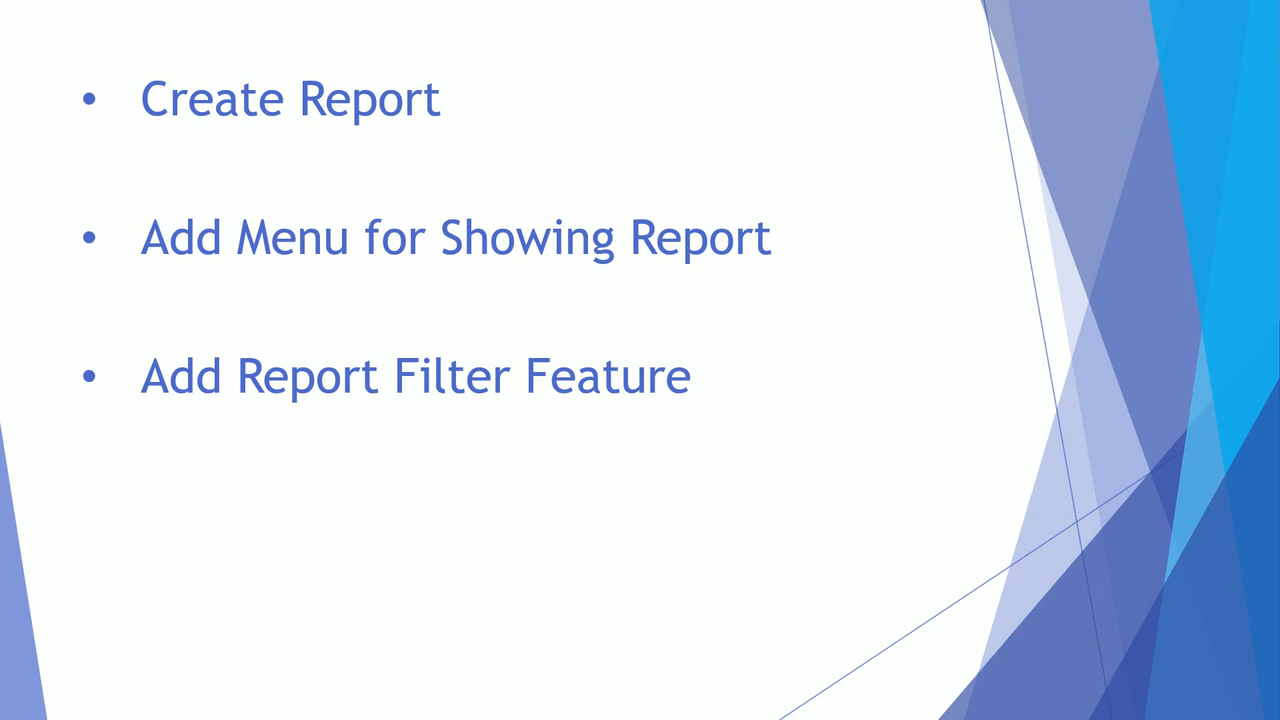 • Create Report
• Add Menu for Showing Report
• Add Report Filter Feature